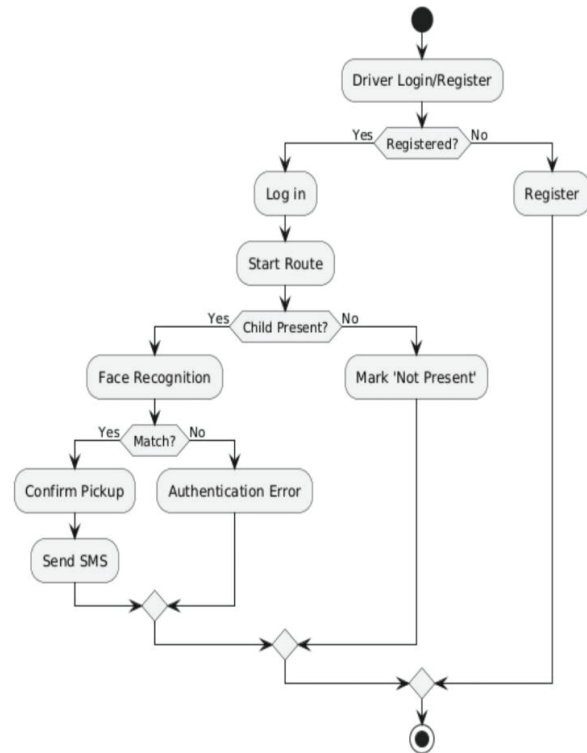 Driver Login/Register
Yes
Registered?
No
Log in
Register
Start Route
Yes
Child Present?
No
Face Recognition
Mark 'Not Present'
Yes
Match?
No
Confirm Pickup
Authentication Error
Send SMS